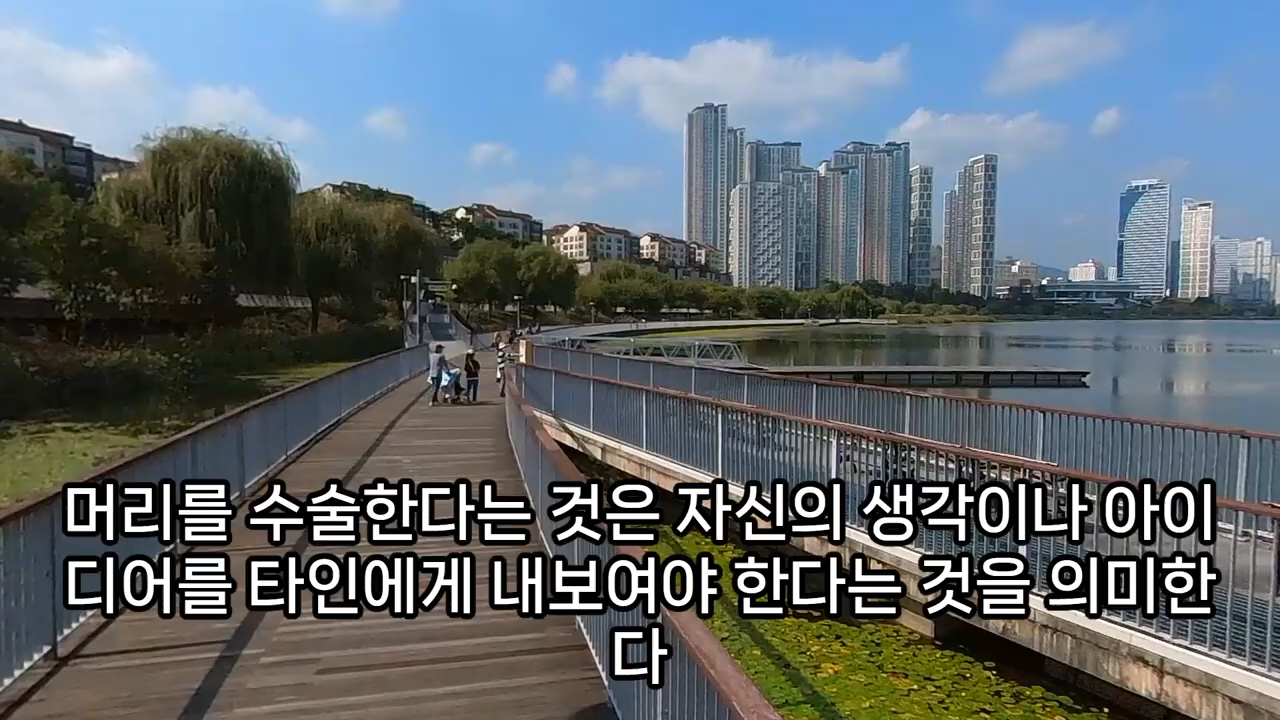 머리를 수술한다는 것은 자신의 생각이나 아이
디어를 타인에게 내보여야 한다는 것을 의미한
다